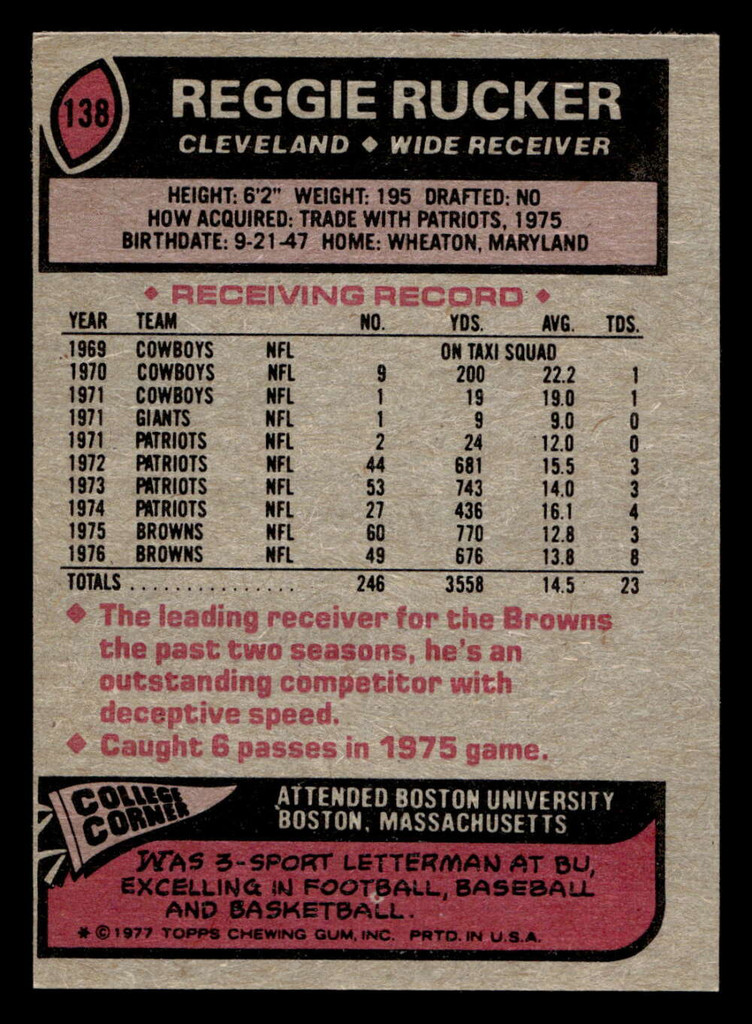 138
REGGIE RUCKER
CLEVELAND ◆ WIDE RECEIVER
HEIGHT: 6'2" WEIGHT: 195 DRAFTED: NO
HOW ACQUIRED: TRADE WITH PATRIOTS, 1975
BIRTHDATE: 9-21-47 HOME: WHEATON, MARYLAND
◆ RECEIVING RECORD ◆
YEAR TEAM NO. YDS. AVG. TDS.
1969 COWBOYS NFL ON TAXI SQUAD
1970 COWBOYS NFL 9 200 22.2 1
1971 COWBOYS NFL 1 19 19.0 1
1971 GIANTS NFL 1 9 9.0 0
1971 PATRIOTS NFL 2 24 12.0 0
1972 PATRIOTS NFL 44 681 15.5 3
1973 PATRIOTS NFL 53 743 14.0 3
1974 PATRIOTS NFL 27 436 16.1 4
1975 BROWNS NFL 60 770 12.8 3
1976 BROWNS NFL 49 676 13.8 8
TOTALS ................ 246 3558 14.5 23
◆ The leading receiver for the Browns
the past two seasons, he's an
outstanding competitor with
deceptive speed.
◆ Caught 6 passes in 1975 game.
COLLEGE
CORNER
ATTENDED BOSTON UNIVERSITY
BOSTON, MASSACHUSETTS
WAS 3-SPORT LETTERMAN AT BU,
EXCELLING IN FOOTBALL, BASEBALL
AND BASKETBALL.
* © 1977 TOPPS CHEWING GUM, INC. PRTD. IN U.S.A.